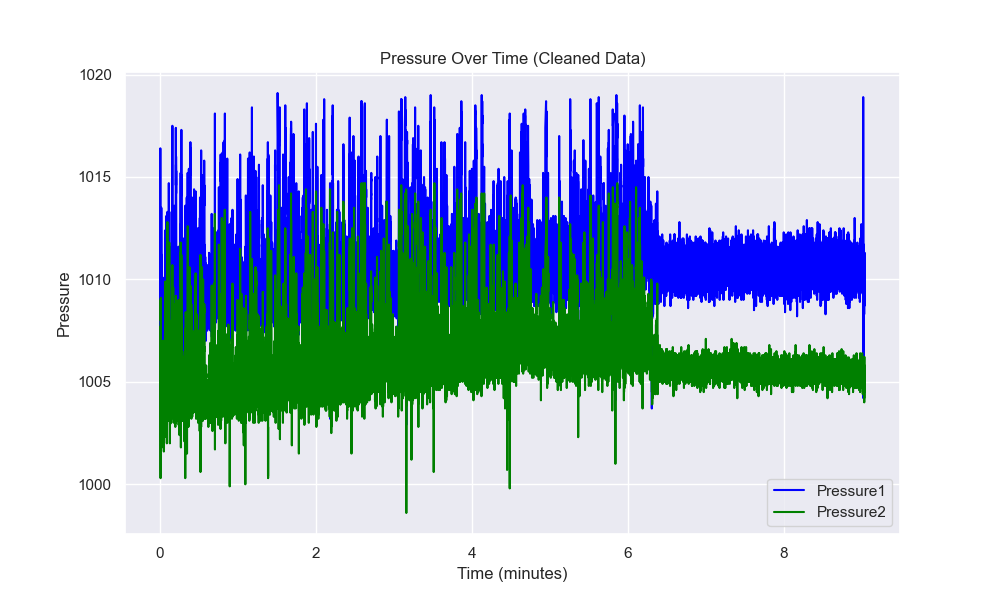 Pressure Over Time (Cleaned Data)
1020
1015
1010
1005
1000
Pressure
0 2 4 6 8
Time (minutes)
Pressure1
Pressure2